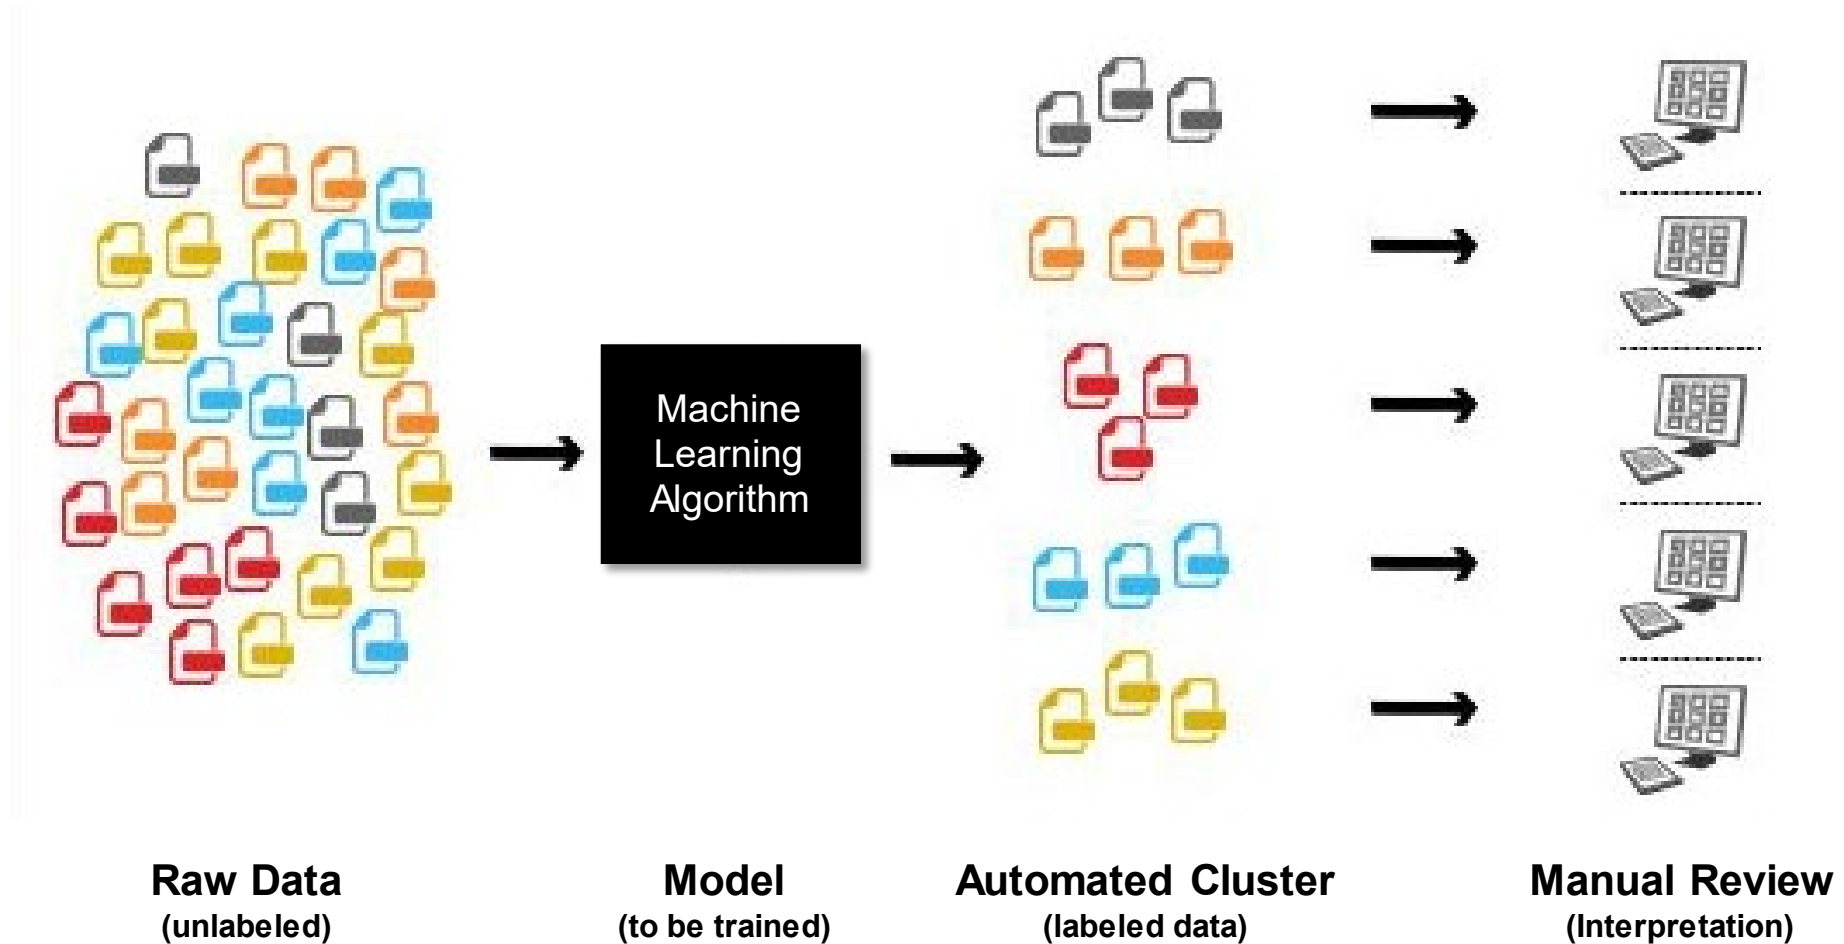 Machine
Learning
Algorithm
Raw Data
(unlabeled)
Model
(to be trained)
Automated Cluster
(labeled data)
Manual Review
(Interpretation)